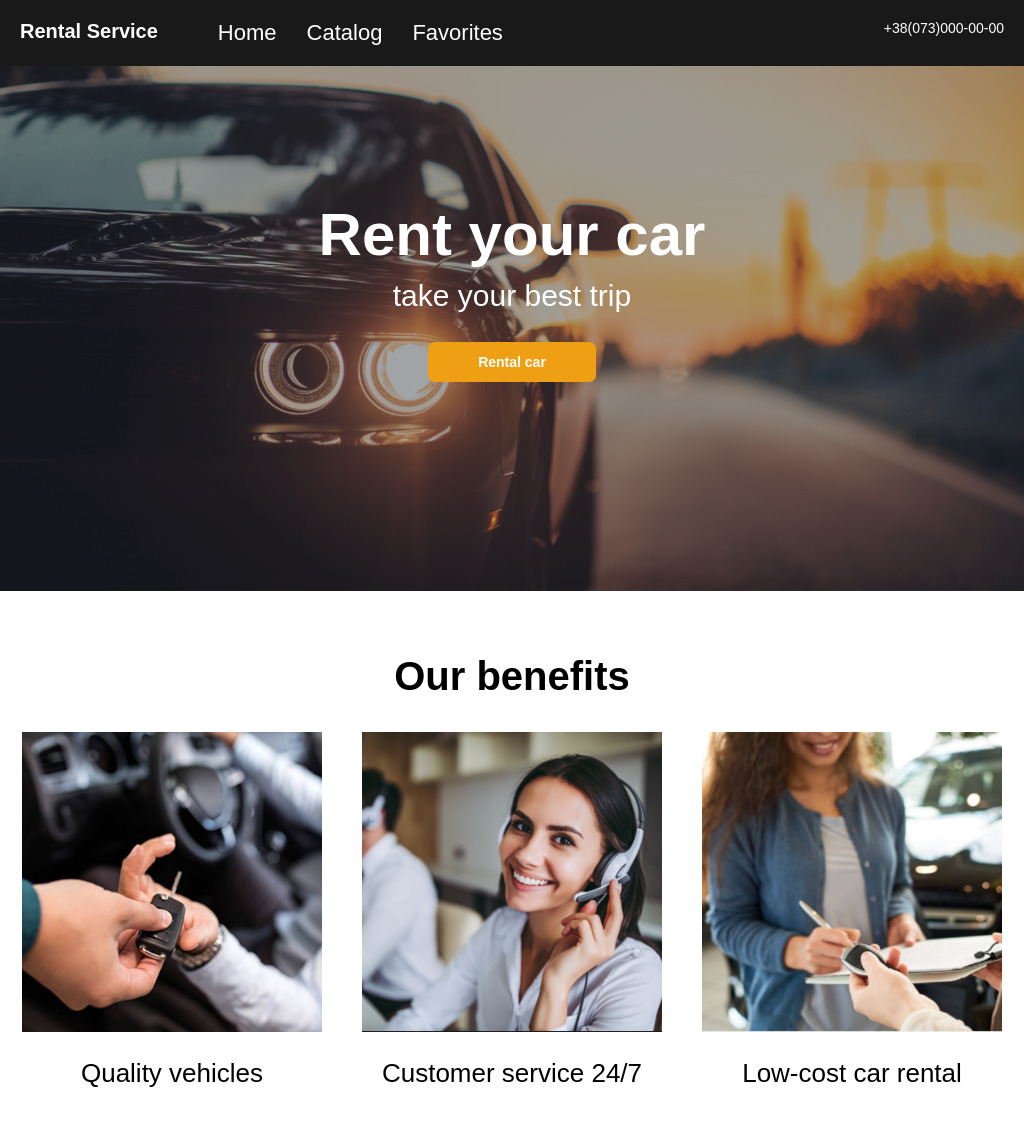 Rental Service
Home
Catalog
Favorites
+38(073)000-00-00
Rent your car
take your best trip
Rental car
Our benefits
Quality vehicles
Customer service 24/7
Low-cost car rental